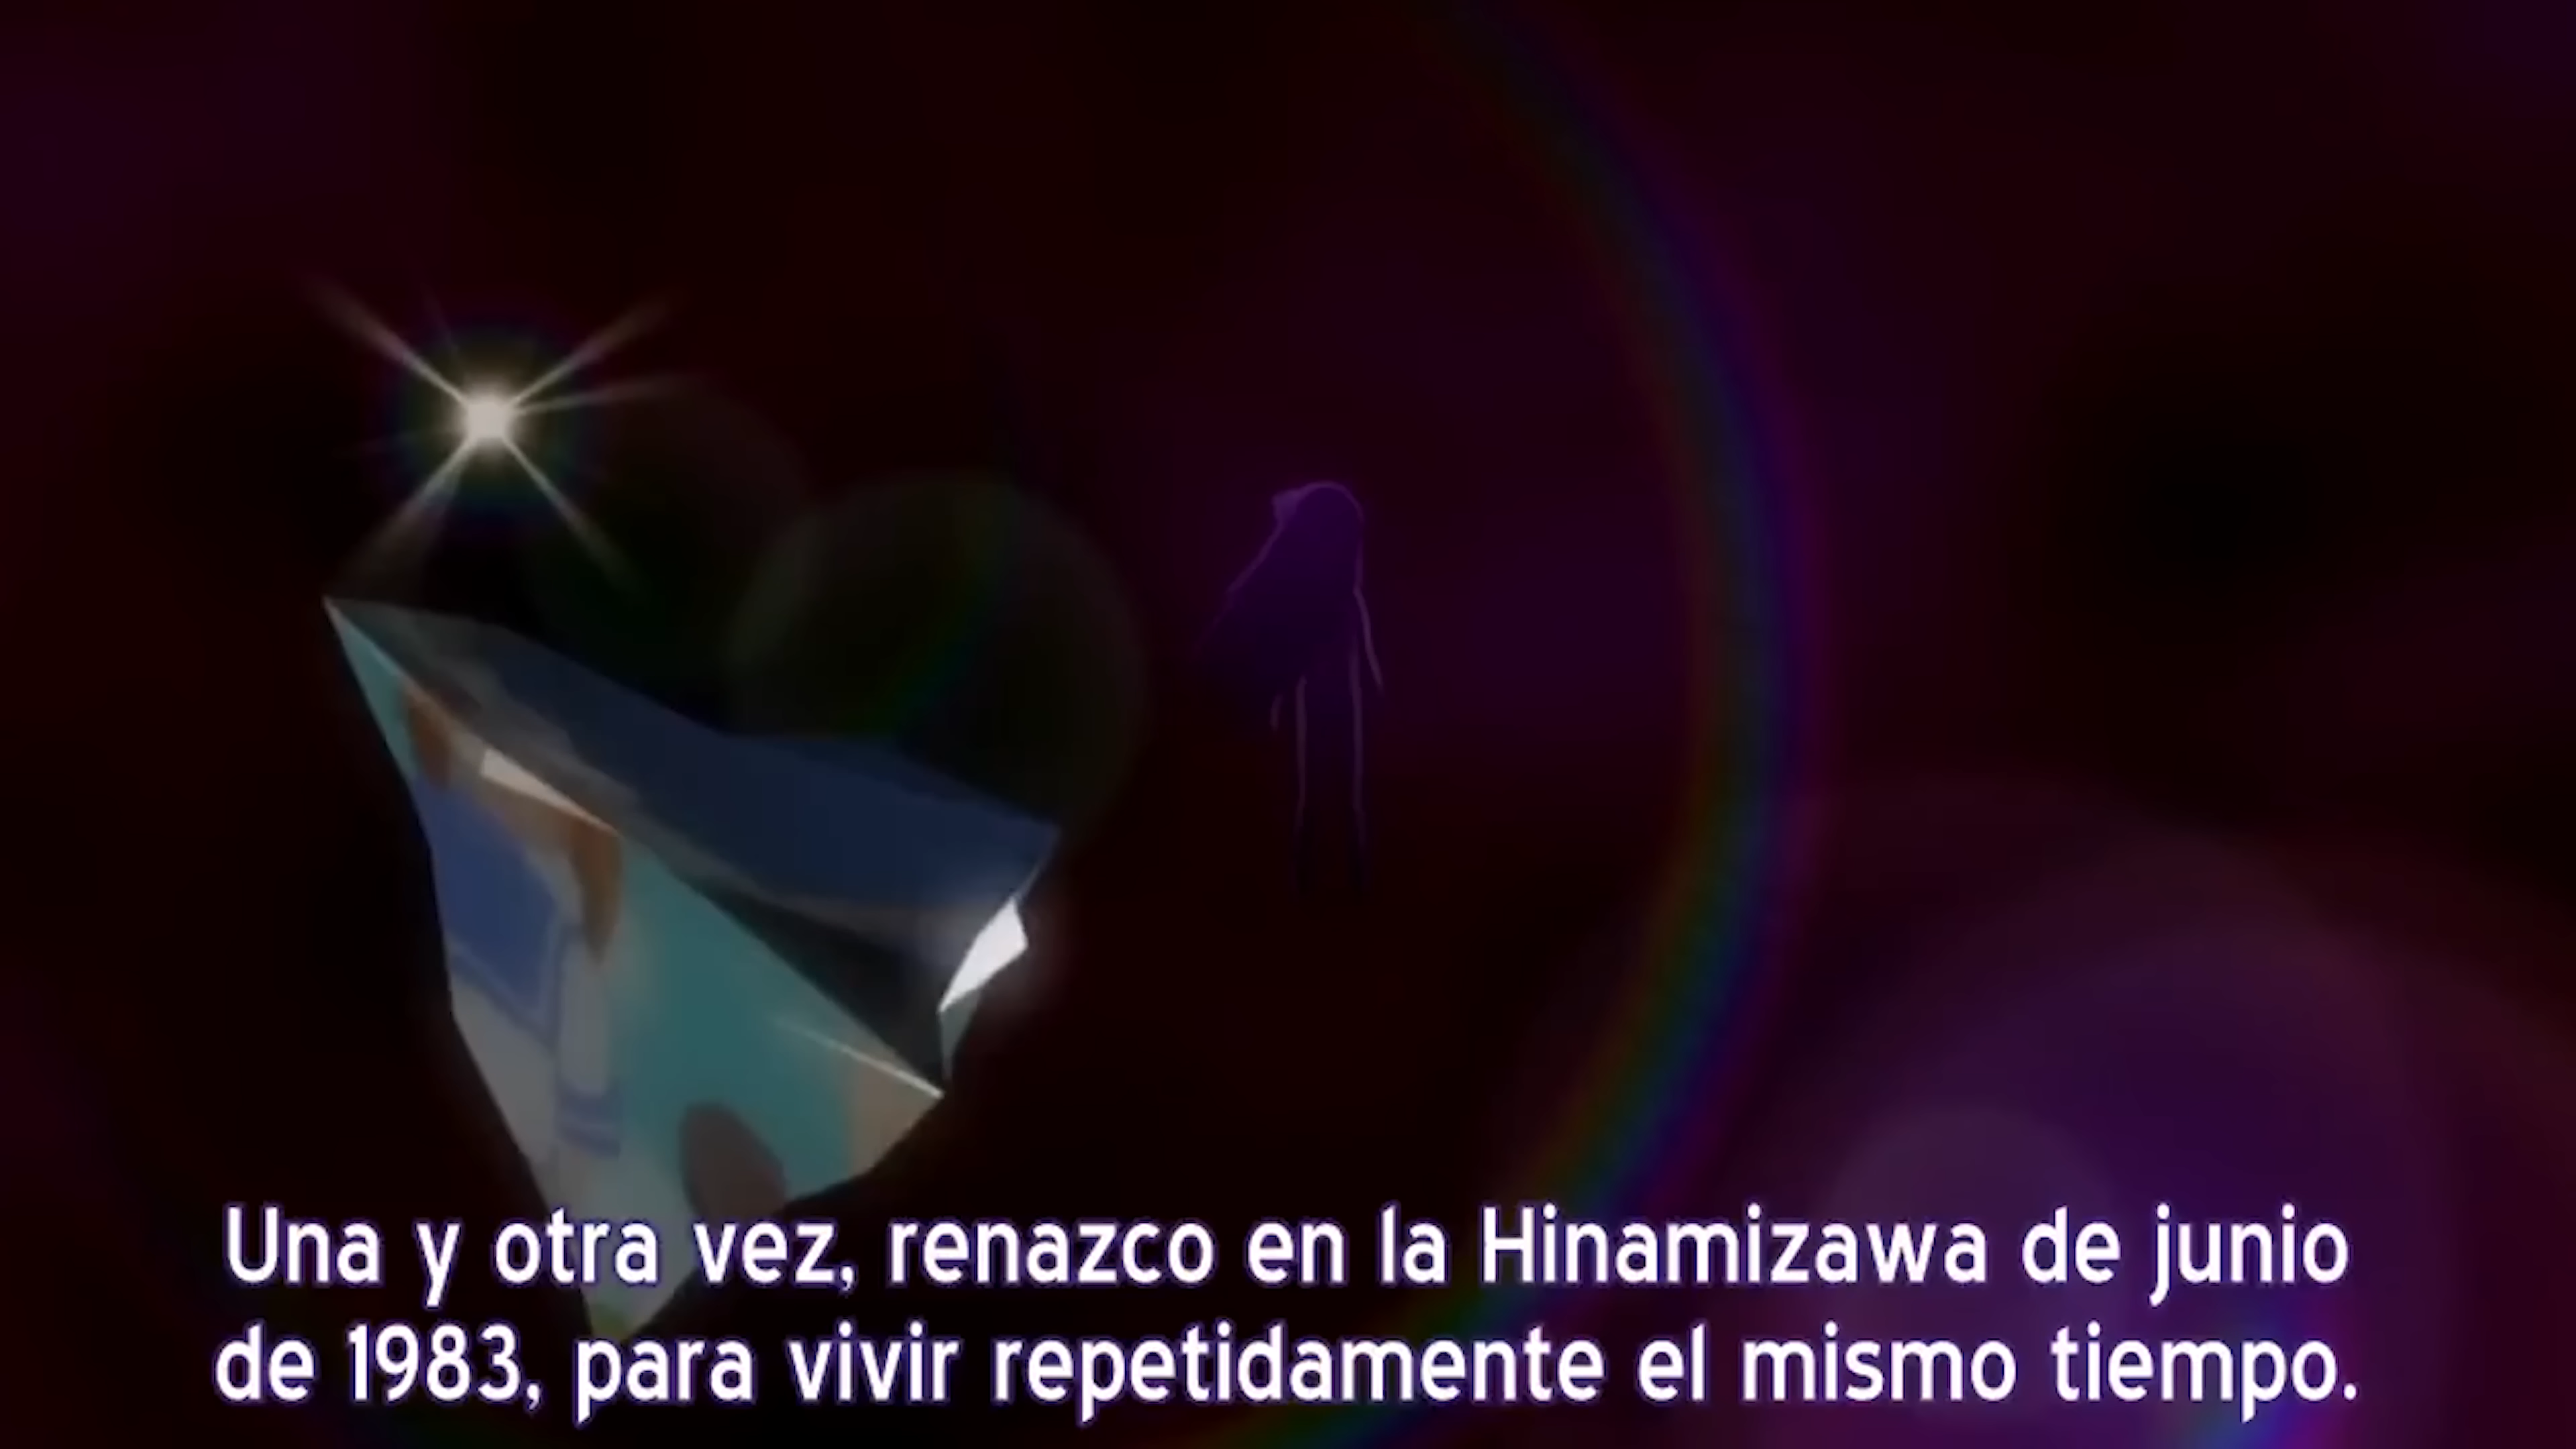 Una y otra vez, renazco en la Hinamizawa de junio
de 1983, para vivir repetidamente el mismo tiempo.